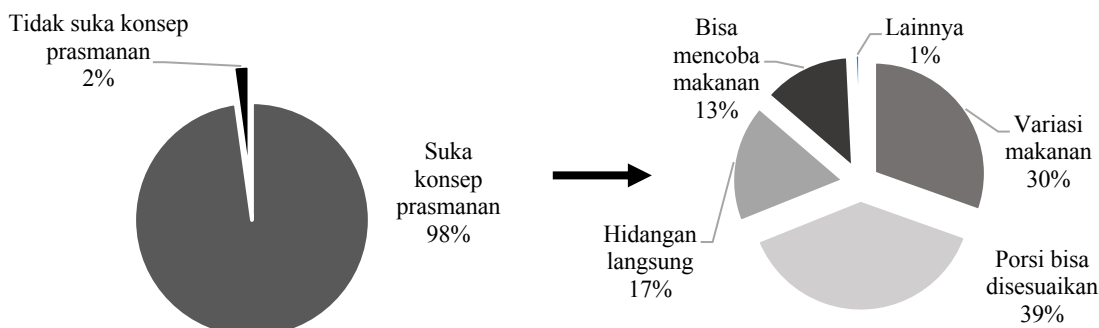 Tidak suka konsep
prasmanan
2%
Suka
konsep
prasmanan
98%
Bisa
mencoba
makanan
13%
Lainnya
1%
Variasi
makanan
30%
Hidangan
langsung
17%
Porsi bisa
disesuaikan
39%